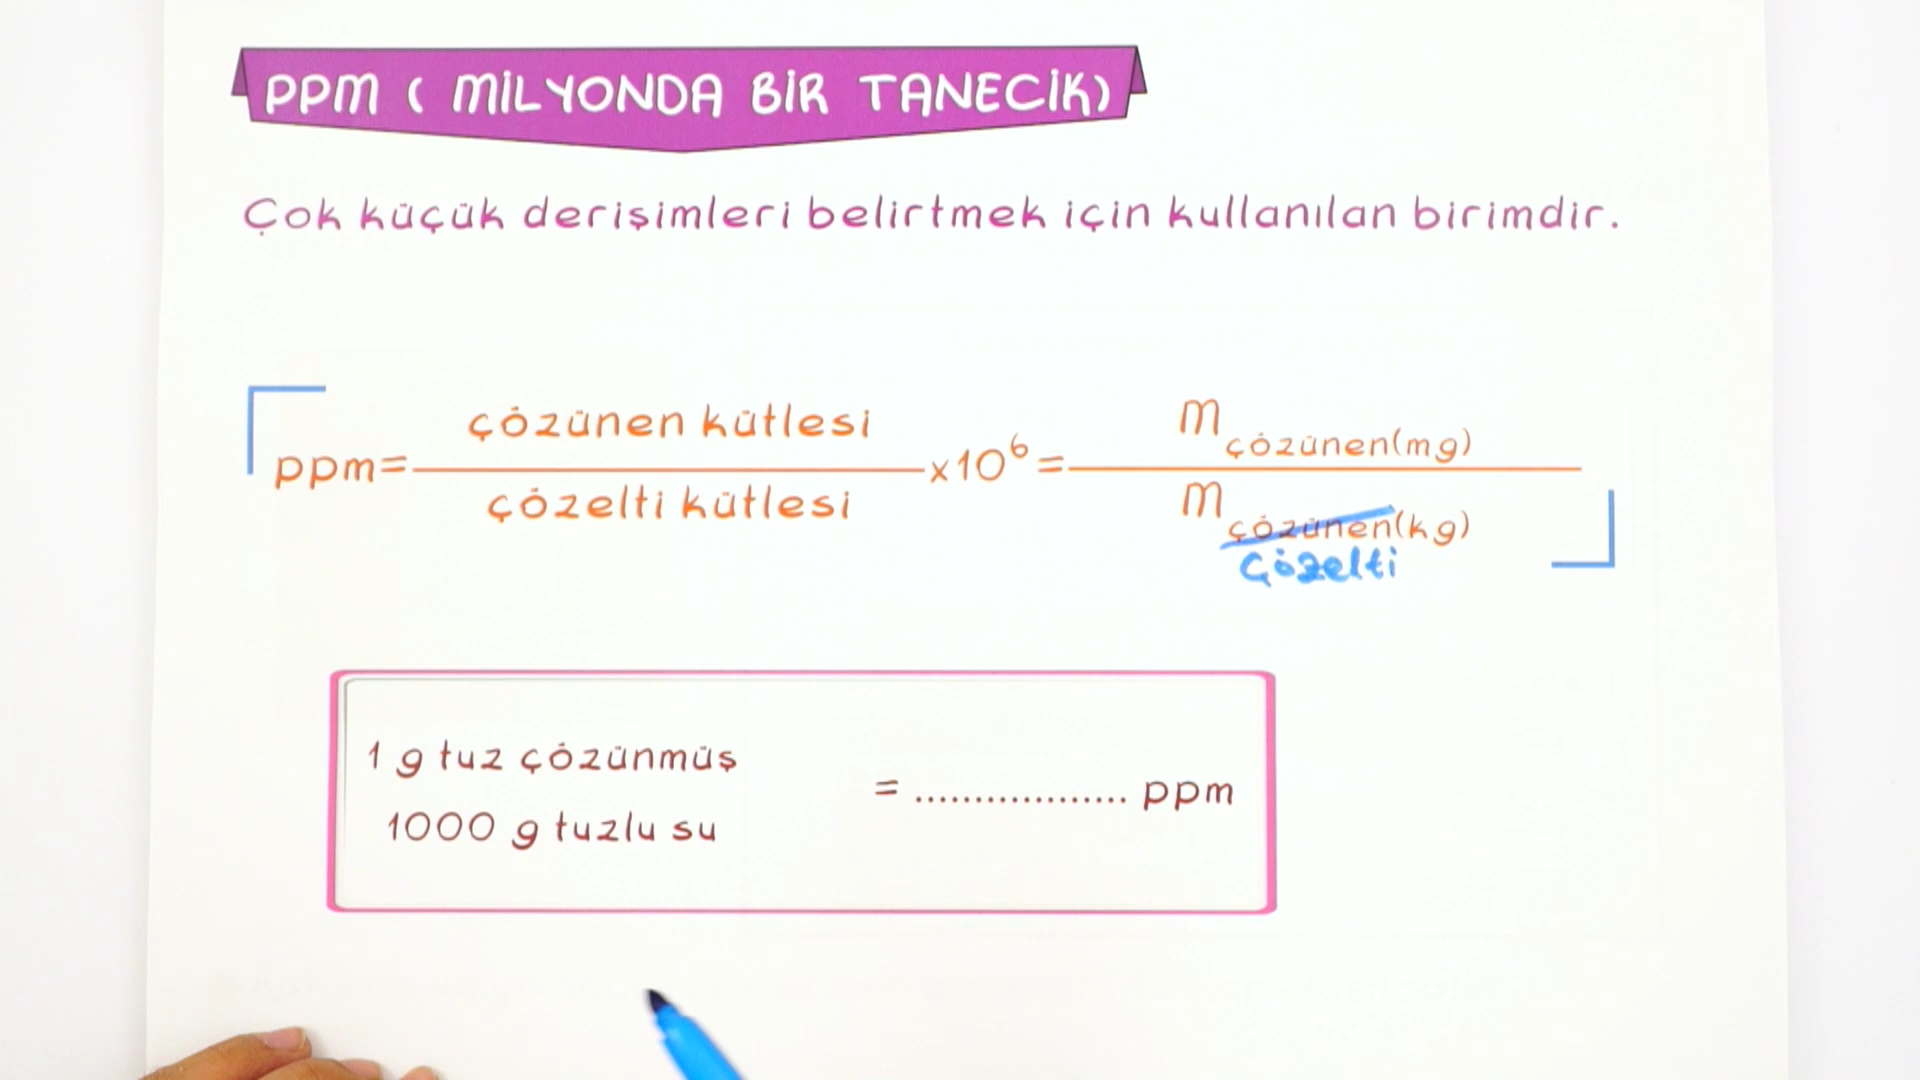 PPM ( MİLYONDA BİR TANECİK)
Çok küçük derişimleri belirtmek için kullanılan birimdir.
ppm= çözünen kütlesi / çözelti kütlesi x10⁶ = m çözünen(mg) / m çözünen(kg)
çözelti
1 g tuz çözünmüş
1000 g tuzlu su
= .................. ppm